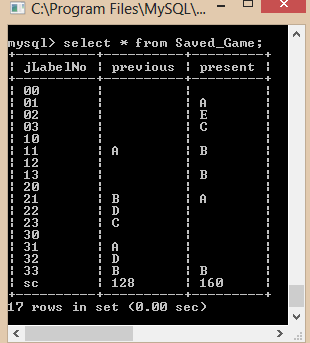 C:\Program Files\MySQL\...
mysql> select * from Saved_Game;
+-----------+----------+---------+
| jLabelNo | previous | present |
+-----------+----------+---------+
| 00 | | |
| 01 | | A |
| 02 | | E |
| 03 | | C |
| 10 | | |
| 11 | A | B |
| 12 | | |
| 13 | | B |
| 20 | | |
| 21 | B | A |
| 22 | D | |
| 23 | C | |
| 30 | | |
| 31 | A | |
| 32 | D | |
| 33 | B | B |
| sc | 128 | 160 |
+-----------+----------+---------+
17 rows in set (0.00 sec)